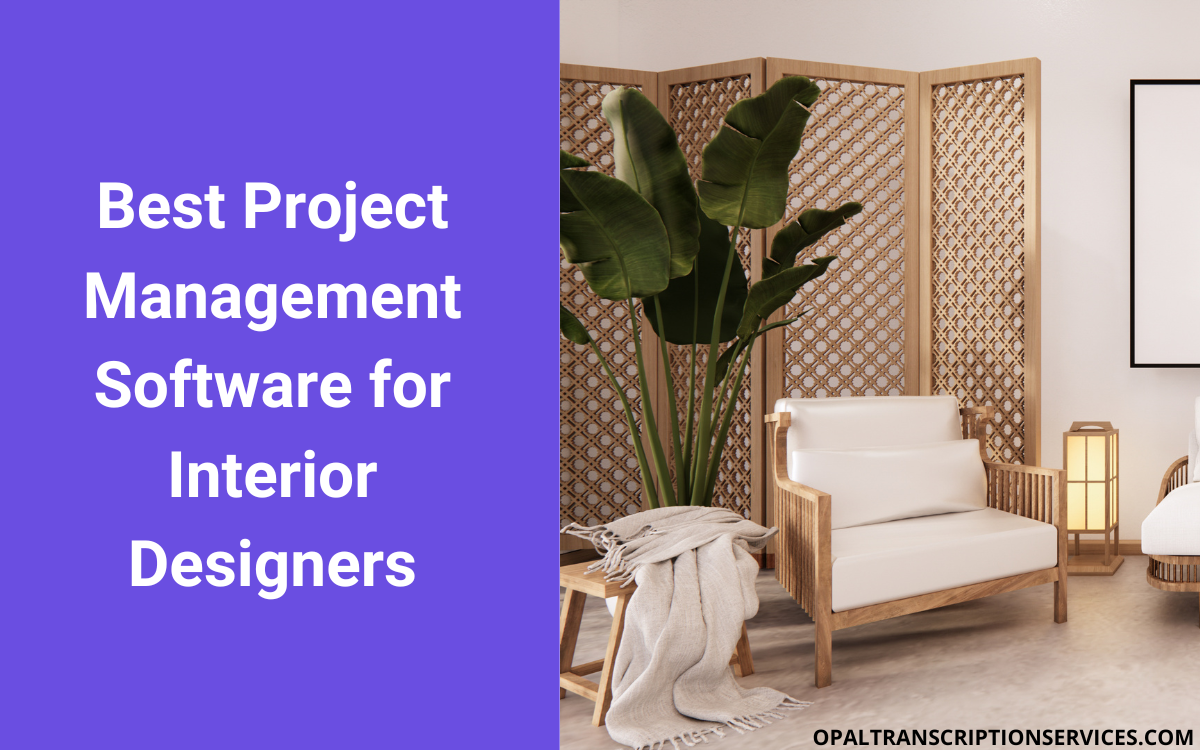 Best Project
Management
Software for
Interior
Designers
OPALTRANSCRIPTIONSERVICES.COM